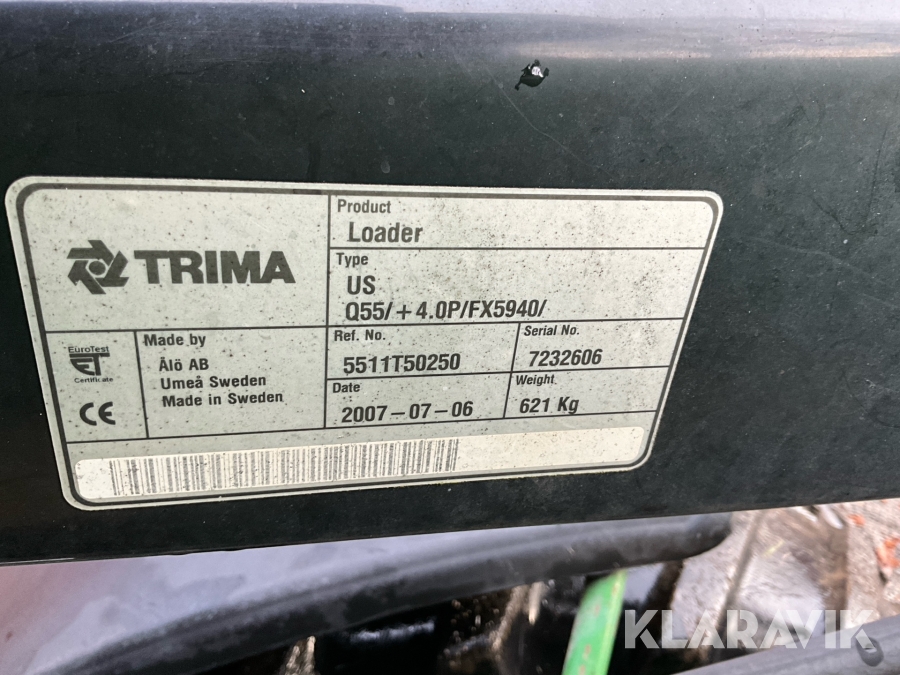 TRIMA
Product
Loader
Type
US
Q55/+4.0P/FX5940/
EuroTest
ET
Certificate
CE
Made by
Ålö AB
Umeå Sweden
Made in Sweden
Ref. No.
5511T50250
Serial No.
7232606
Date
2007-07-06
Weight
621 Kg
KLARAVIK